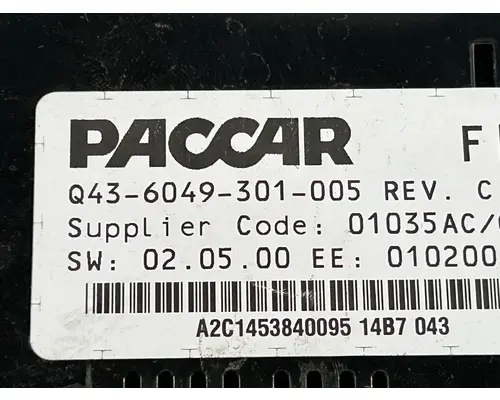 PACCAR
Q43-6049-301-005 REV. C
Supplier Code: 01035AC/
SW: 02.05.00 EE: 010200
A2C1453840095 14B7 043